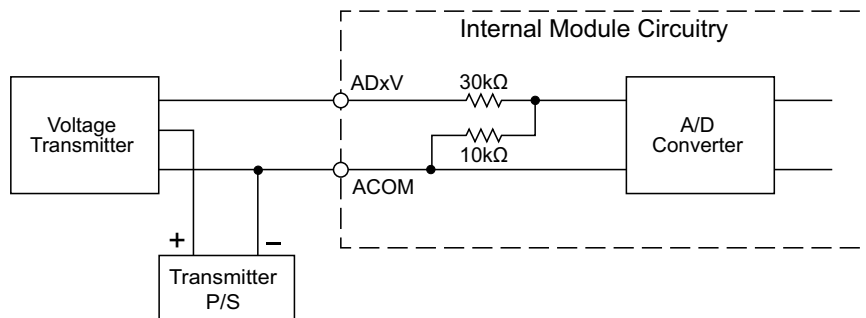 Internal Module Circuitry
ADxV
30kΩ
Voltage
Transmitter
10kΩ
A/D
Converter
ACOM
+
−
Transmitter
P/S